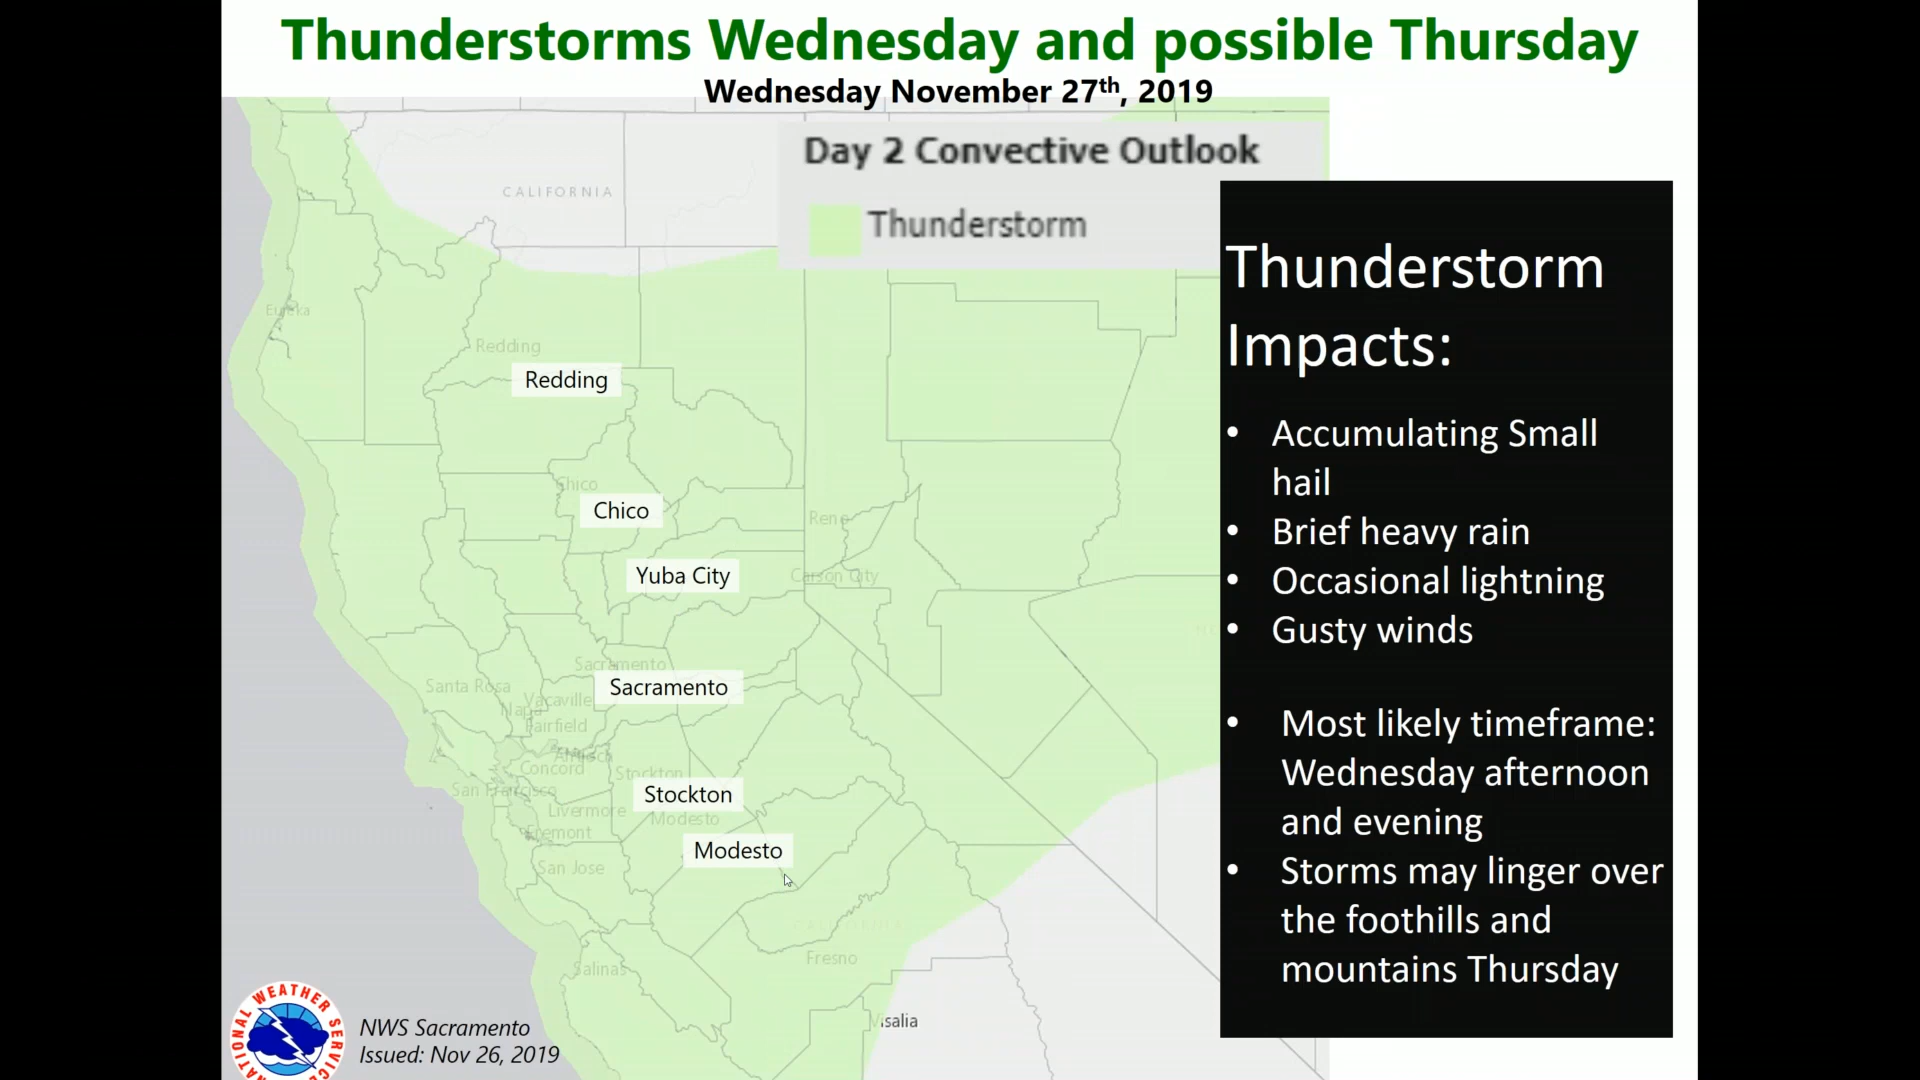 Thunderstorms Wednesday and possible Thursday
Wednesday November 27th, 2019
Day 2 Convective Outlook
Thunderstorm
CALIFORNIA
Eureka
Redding
Redding
Chico
Chico
Reno
Yuba City
Carson City
Sacramento
Santa Rosa
Sacramento
Vacaville
Napa
Fairfield
Antioch
Concord
Stockton
San Francisco
Stockton
Livermore
Modesto
Fremont
Modesto
San Jose
CALIFORNIA
Fresno
Salinas
Visalia
Thunderstorm
Impacts:
• Accumulating Small
hail
• Brief heavy rain
• Occasional lightning
• Gusty winds
• Most likely timeframe:
Wednesday afternoon
and evening
• Storms may linger over
the foothills and
mountains Thursday
NATIONAL WEATHER SERVICE
NWS Sacramento
Issued: Nov 26, 2019